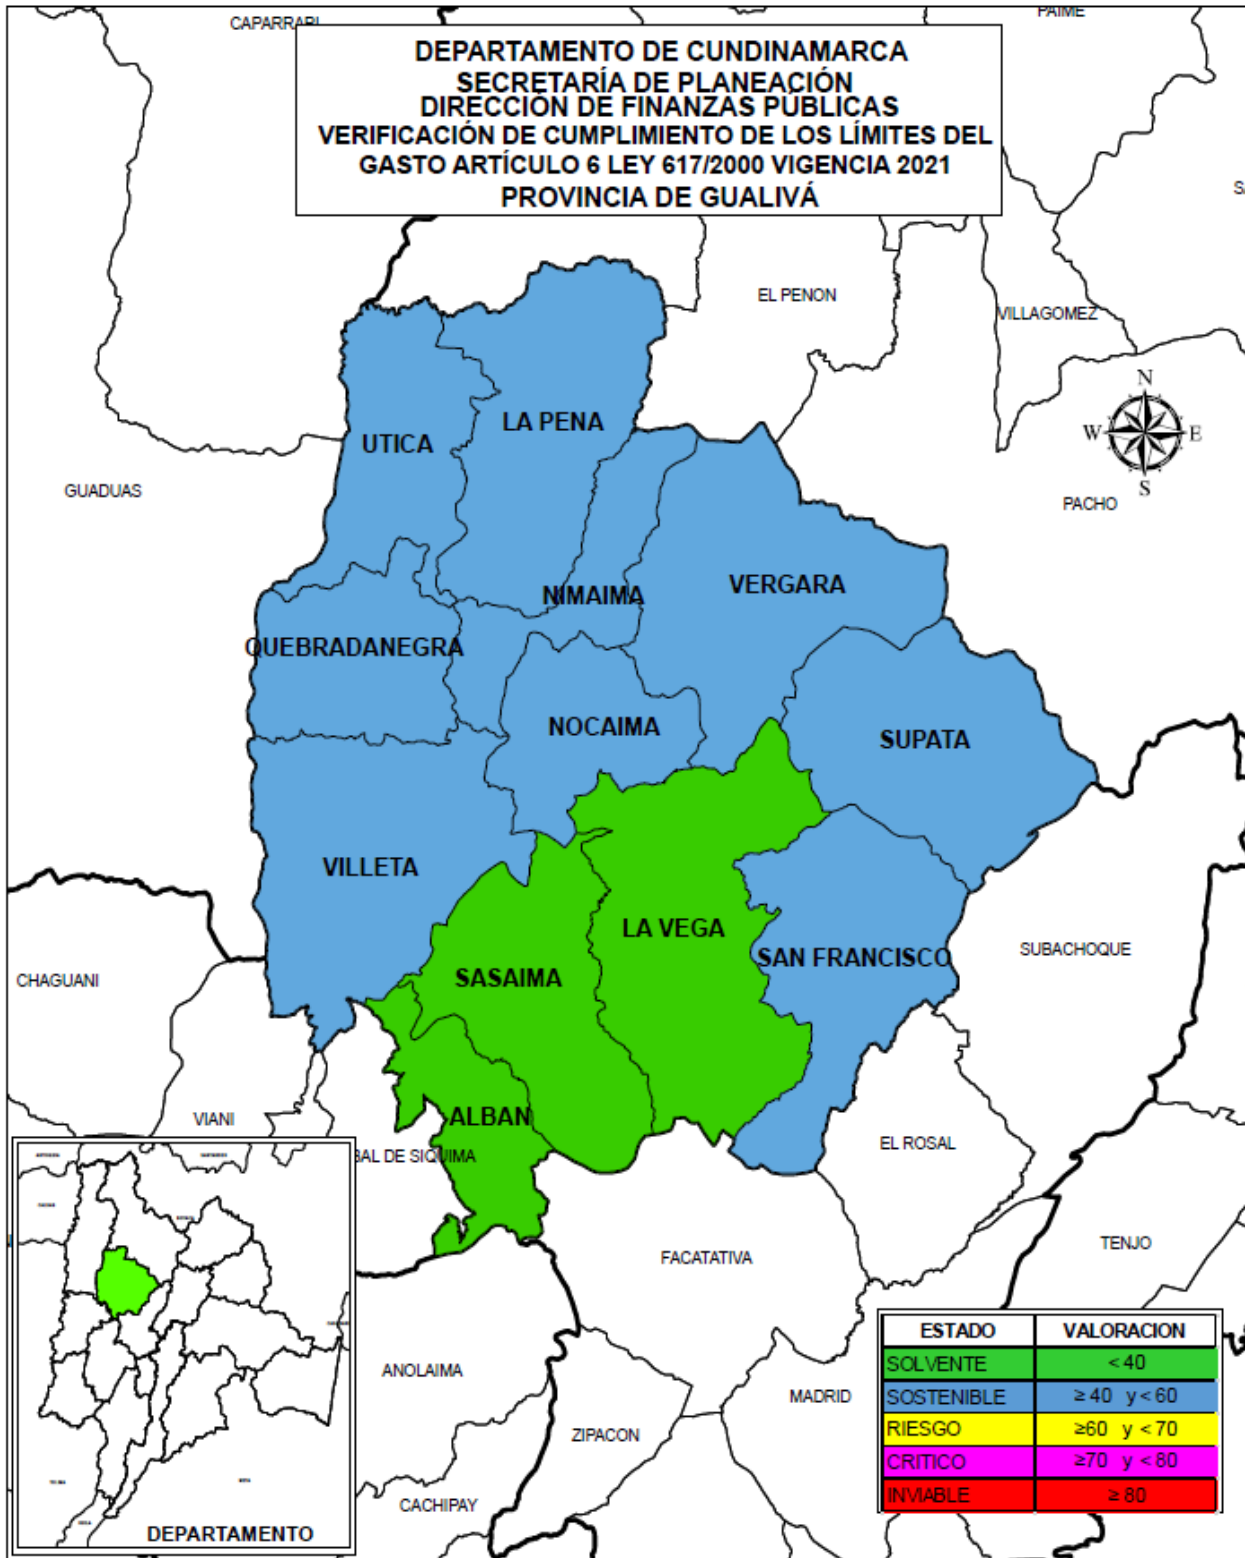 CAPARRAPI
PAIME
DEPARTAMENTO DE CUNDINAMARCA
SECRETARÍA DE PLANEACIÓN
DIRECCIÓN DE FINANZAS PÚBLICAS
VERIFICACIÓN DE CUMPLIMIENTO DE LOS LÍMITES DEL
GASTO ARTÍCULO 6 LEY 617/2000 VIGENCIA 2021
PROVINCIA DE GUALIVÁ
EL PENON
VILLAGOMEZ
N
W E
S
LA PENA
UTICA
GUADUAS
PACHO
VERGARA
NIMAIMA
QUEBRADANEGRA
NOCAIMA
SUPATA
VILLETA
LA VEGA
SAN FRANCISCO
SUBACHOQUE
CHAGUANI
SASAIMA
ALBAN
VIANI
BAL DE SIQUIMA
EL ROSAL
TENJO
FACATATIVA
ANOLAIMA
MADRID
ZIPACON
CACHIPAY
DEPARTAMENTO
ESTADO VALORACION
SOLVENTE < 40
SOSTENIBLE ≥ 40 y < 60
RIESGO ≥60 y < 70
CRITICO ≥70 y < 80
INVIABLE ≥ 80